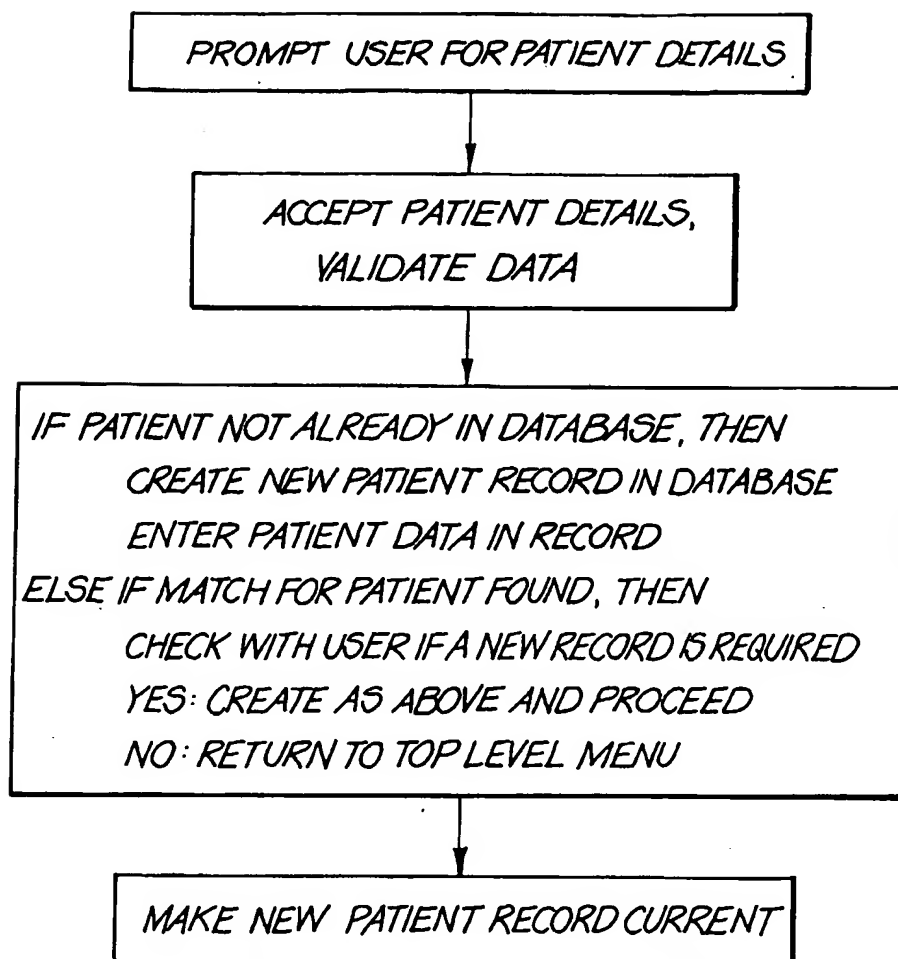 PROMPT USER FOR PATIENT DETAILS
ACCEPT PATIENT DETAILS,
VALIDATE DATA
IF PATIENT NOT ALREADY IN DATABASE, THEN
CREATE NEW PATIENT RECORD IN DATABASE
ENTER PATIENT DATA IN RECORD
ELSE IF MATCH FOR PATIENT FOUND, THEN
CHECK WITH USER IF A NEW RECORD IS REQUIRED
YES: CREATE AS ABOVE AND PROCEED
NO: RETURN TO TOP LEVEL MENU
MAKE NEW PATIENT RECORD CURRENT